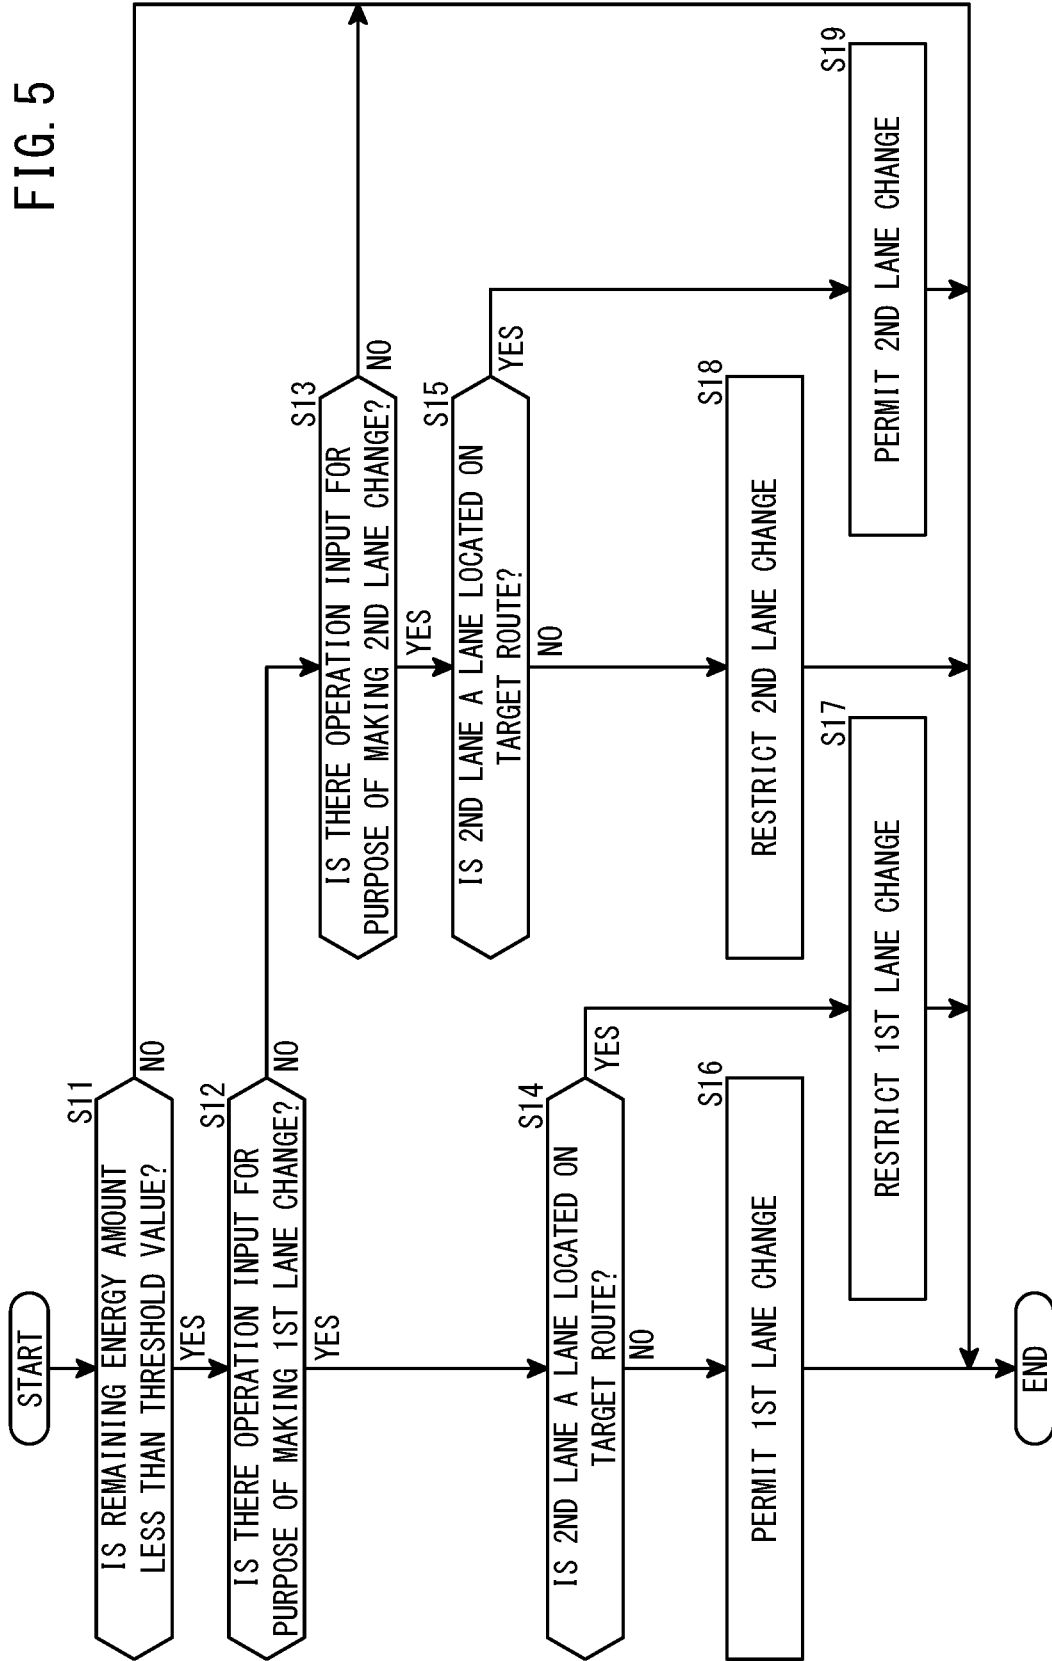 FIG. 5
START
S11
IS REMAINING ENERGY AMOUNT
LESS THAN THRESHOLD VALUE?
NO
YES
S12
IS THERE OPERATION INPUT FOR
PURPOSE OF MAKING 1ST LANE CHANGE?
NO
YES
S13
IS THERE OPERATION INPUT FOR
PURPOSE OF MAKING 2ND LANE CHANGE?
NO
YES
S14
IS 2ND LANE A LANE LOCATED ON
TARGET ROUTE?
YES
NO
S15
IS 2ND LANE A LANE LOCATED ON
TARGET ROUTE?
YES
NO
S16
PERMIT 1ST LANE CHANGE
S17
RESTRICT 1ST LANE CHANGE
S18
RESTRICT 2ND LANE CHANGE
S19
PERMIT 2ND LANE CHANGE
END